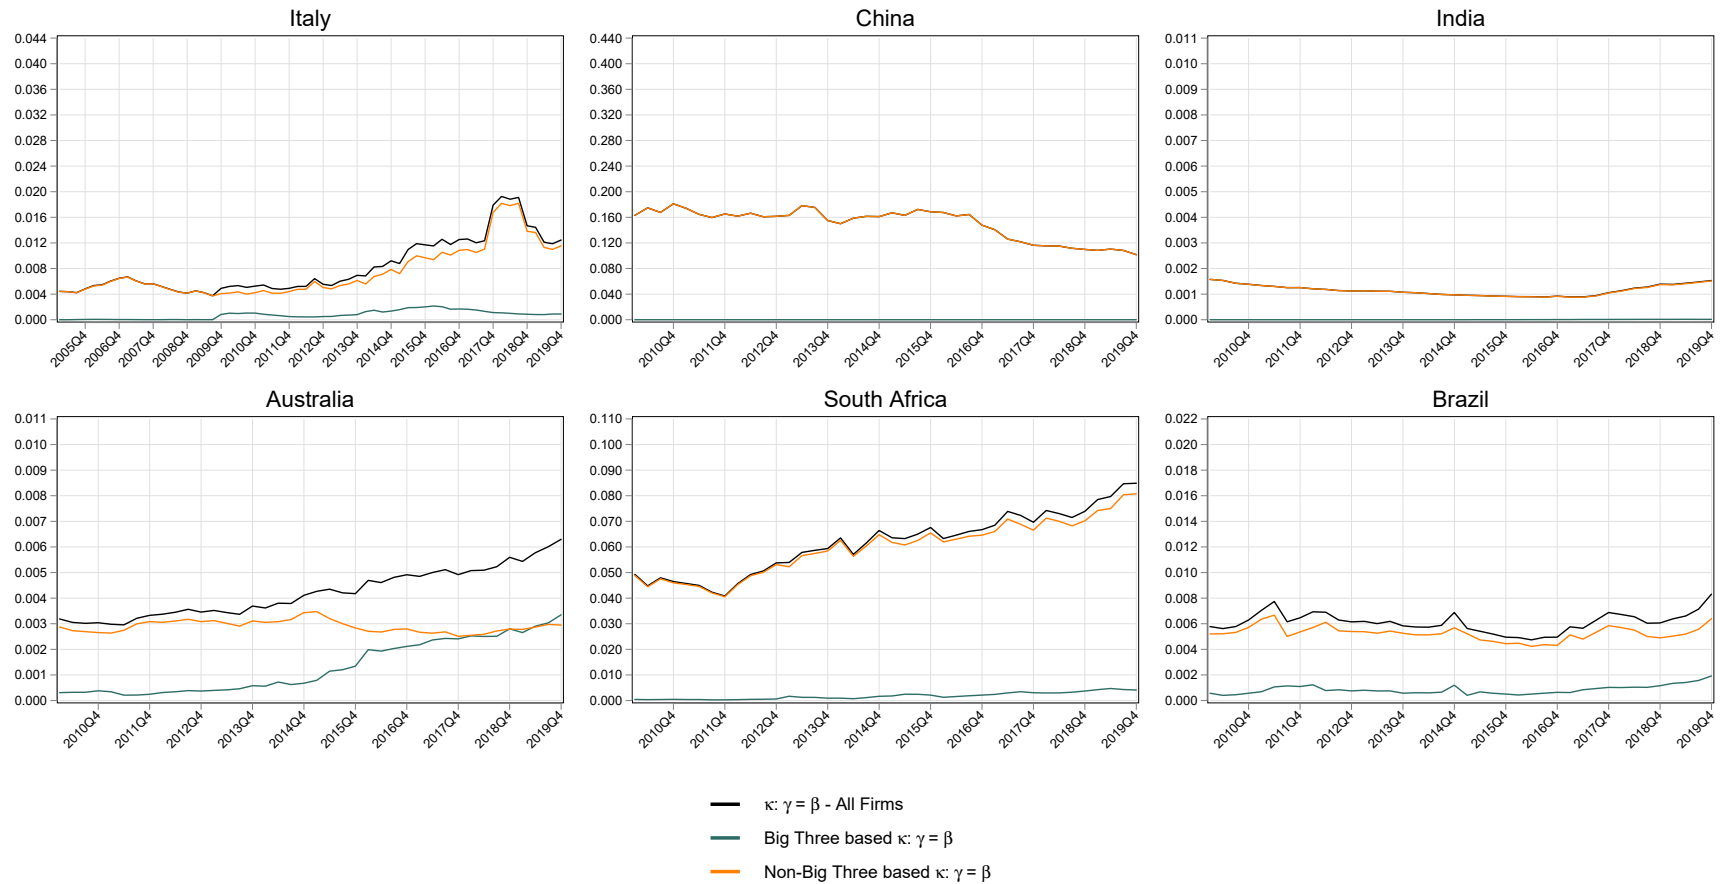 Italy
0.044
0.040
0.036
0.032
0.028
0.024
0.020
0.016
0.012
0.008
0.004
0.000
2005Q4
2006Q4
2007Q4
2008Q4
2009Q4
2010Q4
2011Q4
2012Q4
2013Q4
2014Q4
2015Q4
2016Q4
2017Q4
2018Q4
2019Q4
China
0.440
0.400
0.360
0.320
0.280
0.240
0.200
0.160
0.120
0.080
0.040
0.000
2010Q4
2011Q4
2012Q4
2013Q4
2014Q4
2015Q4
2016Q4
2017Q4
2018Q4
2019Q4
India
0.011
0.010
0.009
0.008
0.007
0.006
0.005
0.004
0.003
0.002
0.001
0.000
2010Q4
2011Q4
2012Q4
2013Q4
2014Q4
2015Q4
2016Q4
2017Q4
2018Q4
2019Q4
Australia
0.011
0.010
0.009
0.008
0.007
0.006
0.005
0.004
0.003
0.002
0.001
0.000
2010Q4
2011Q4
2012Q4
2013Q4
2014Q4
2015Q4
2016Q4
2017Q4
2018Q4
2019Q4
South Africa
0.110
0.100
0.090
0.080
0.070
0.060
0.050
0.040
0.030
0.020
0.010
0.000
2010Q4
2011Q4
2012Q4
2013Q4
2014Q4
2015Q4
2016Q4
2017Q4
2018Q4
2019Q4
Brazil
0.022
0.020
0.018
0.016
0.014
0.012
0.010
0.008
0.006
0.004
0.002
0.000
2010Q4
2011Q4
2012Q4
2013Q4
2014Q4
2015Q4
2016Q4
2017Q4
2018Q4
2019Q4
κ: γ = β - All Firms
Big Three based κ: γ = β
Non-Big Three based κ: γ = β